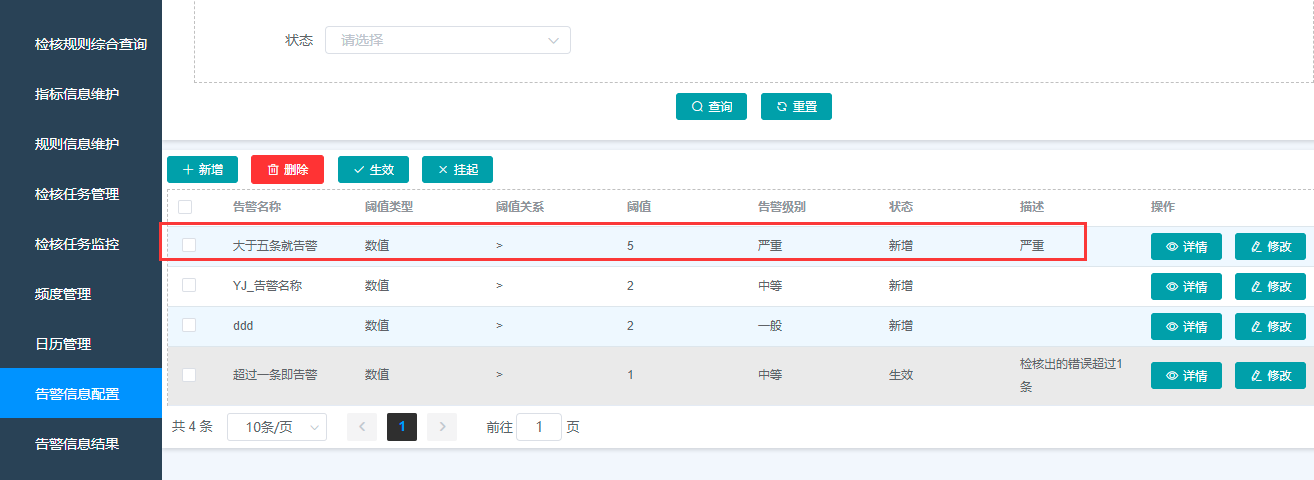 检核规则综合查询
指标信息维护
规则信息维护
检核任务管理
检核任务监控
频度管理
日历管理
告警信息配置
告警信息结果
状态 请选择
查询 重置
新增 删除 生效 挂起
告警名称 阈值类型 阈值关系 阈值 告警级别 状态 描述 操作
大于五条就告警 数值 > 5 严重 新增 严重 详情 修改
YJ_告警名称 数值 > 2 中等 新增 详情 修改
ddd 数值 > 2 一般 新增 详情 修改
超过一条即告警 数值 > 1 中等 生效 检核出的错误超过1
条 详情 修改
共 4 条 10条/页 < 1 > 前往 1 页